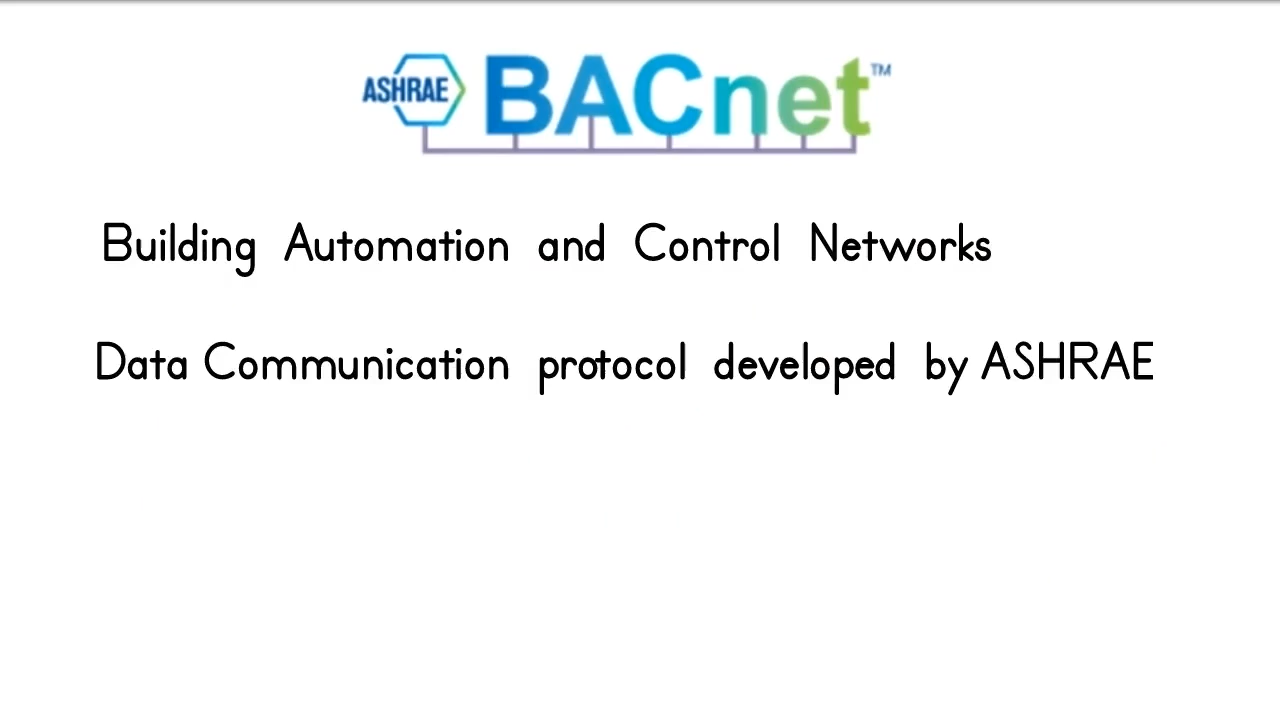 ASHRAE BACnet™
Building Automation and Control Networks
Data Communication protocol developed by ASHRAE